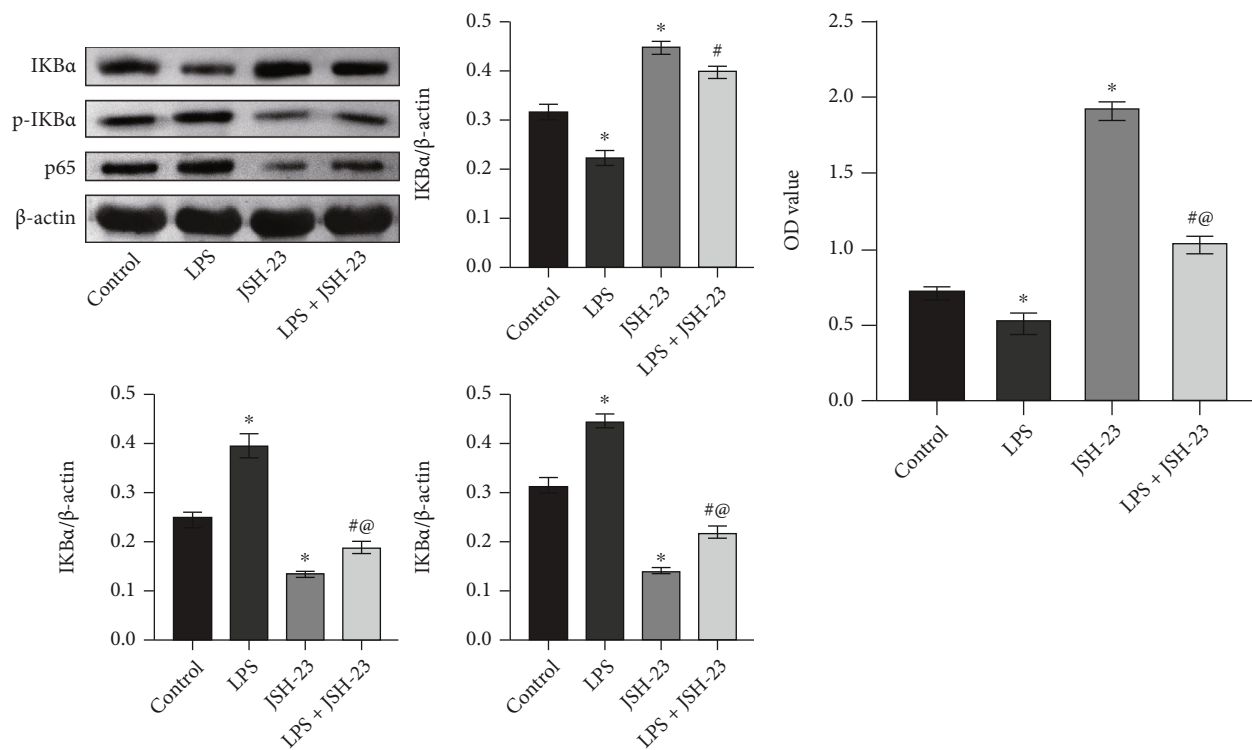 IKBα
p-IKBα
p65
β-actin
Control
LPS
JSH-23
LPS + JSH-23
IKBα/β-actin
0.5
0.4
0.3
0.2
0.1
0.0
*
*
#
Control
LPS
JSH-23
LPS + JSH-23
OD value
2.5
2.0
1.5
1.0
0.5
0.0
*
*
#@
Control
LPS
JSH-23
LPS + JSH-23
IKBα/β-actin
0.5
0.4
0.3
0.2
0.1
0.0
*
*
#@
Control
LPS
JSH-23
LPS + JSH-23
IKBα/β-actin
0.5
0.4
0.3
0.2
0.1
0.0
*
*
#@
Control
LPS
JSH-23
LPS + JSH-23